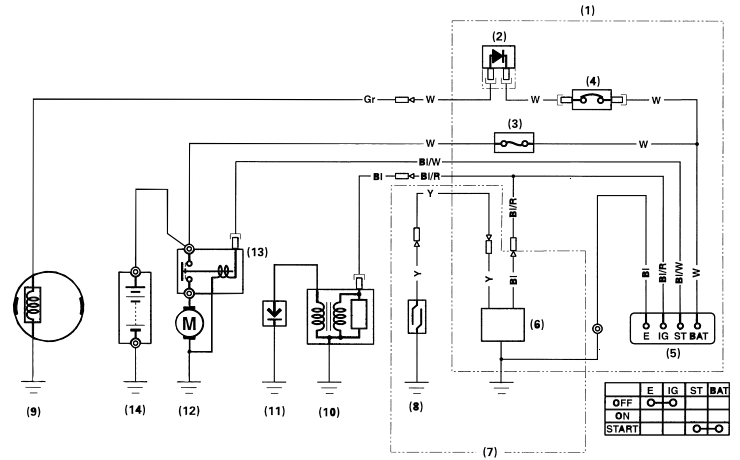 (1)
(2)
(4)
Gr W W W
(3)
W W
Bl/W
Bl Bl/R
Y Bl/R
(13)
Y Y Bl Bl Bl/R Bl/W W
M
(6)
E IG ST BAT
(5)
(9) (14) (12) (11) (10) (8)
(7)
E IG ST BAT
OFF
ON
START